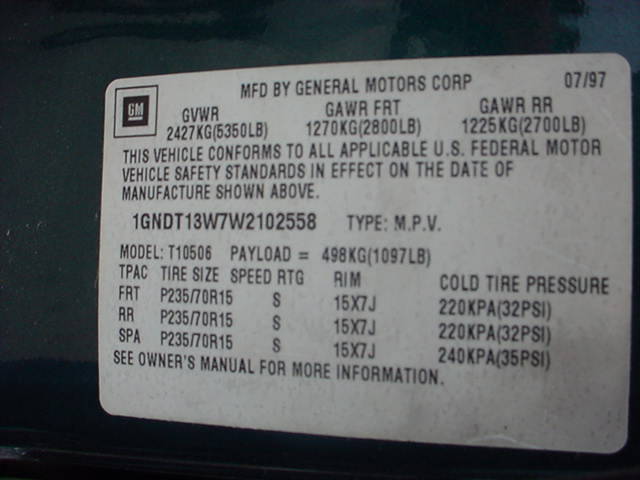 MFD BY GENERAL MOTORS CORP 07/97
GM
GVWR GAWR FRT GAWR RR
2427KG(5350LB) 1270KG(2800LB) 1225KG(2700LB)
THIS VEHICLE CONFORMS TO ALL APPLICABLE U.S. FEDERAL MOTOR
VEHICLE SAFETY STANDARDS IN EFFECT ON THE DATE OF
MANUFACTURE SHOWN ABOVE.
1GNDT13W7W2102558 TYPE: M.P.V.
MODEL: T10506 PAYLOAD = 498KG(1097LB)
TPAC TIRE SIZE SPEED RTG RIM COLD TIRE PRESSURE
FRT P235/70R15 S 15X7J 220KPA(32PSI)
RR P235/70R15 S 15X7J 220KPA(32PSI)
SPA P235/70R15 S 15X7J 240KPA(35PSI)
SEE OWNER'S MANUAL FOR MORE INFORMATION.